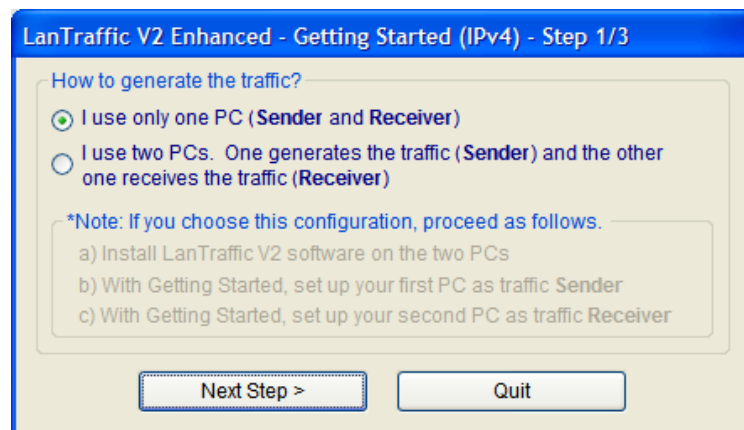 LanTraffic V2 Enhanced - Getting Started (IPv4) - Step 1/3
How to generate the traffic?
I use only one PC (Sender and Receiver)
I use two PCs.  One generates the traffic (Sender) and the other
one receives the traffic (Receiver)
*Note: If you choose this configuration, proceed as follows.
a) Install LanTraffic V2 software on the two PCs
b) With Getting Started, set up your first PC as traffic Sender
c) With Getting Started, set up your second PC as traffic Receiver
Next Step > Quit